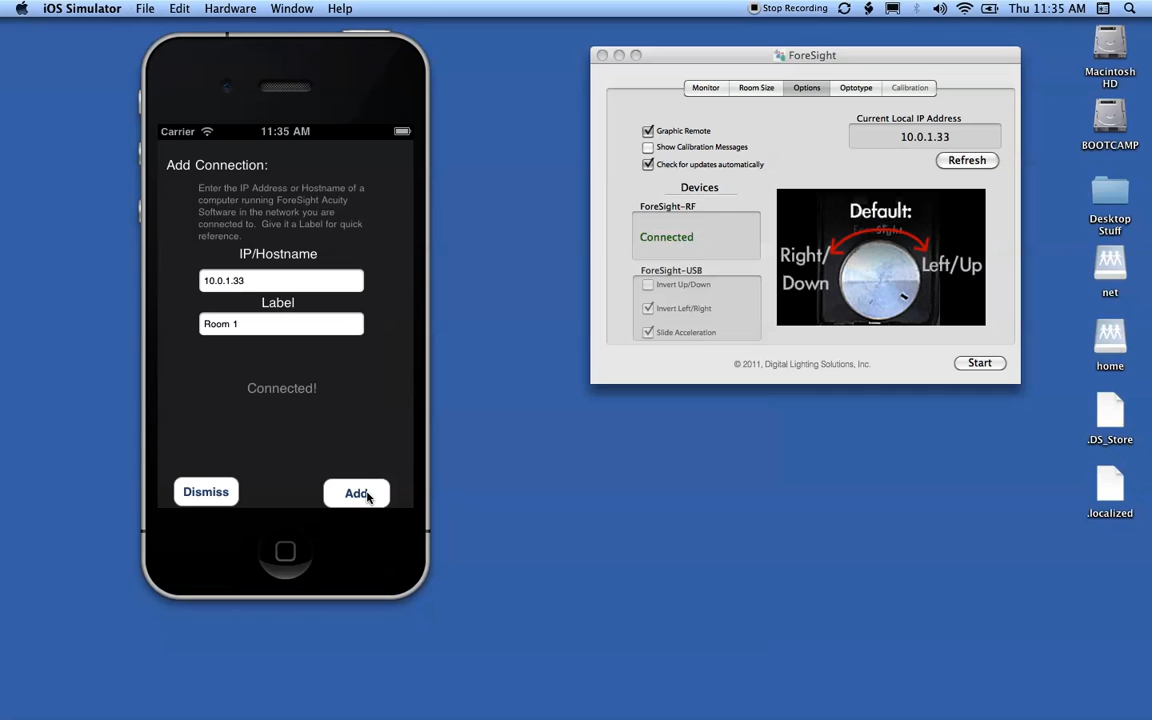 iOS Simulator File Edit Hardware Window Help
Stop Recording
Thu 11:35 AM
Carrier 11:35 AM
Add Connection:
Enter the IP Address or Hostname of a
computer running ForeSight Acuity
Software in the network you are
connected to. Give it a Label for quick
reference.
IP/Hostname
10.0.1.33
Label
Room 1
Connected!
Dismiss
Add
ForeSight
Monitor Room Size Options Optotype Calibration
Graphic Remote
Show Calibration Messages
Check for updates automatically
Current Local IP Address
10.0.1.33
Refresh
Devices
ForeSight-RF
Connected
ForeSight-USB
Invert Up/Down
Invert Left/Right
Slide Acceleration
Default:
ForeSight
Right/
Down
Left/Up
© 2011, Digital Lighting Solutions, Inc.
Start
Macintosh
HD
BOOTCAMP
Desktop
Stuff
net
home
.DS_Store
.localized